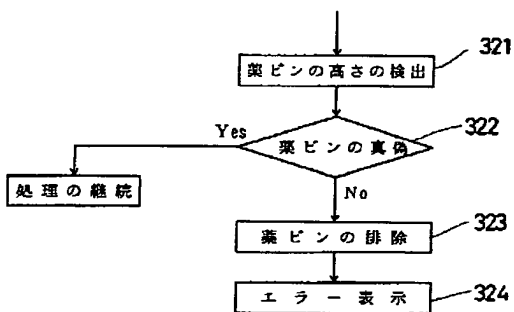 薬ビンの高さの検出
321
薬ビンの真偽
322
Yes
処理の継続
No
薬ビンの排除
323
エラー表示
324